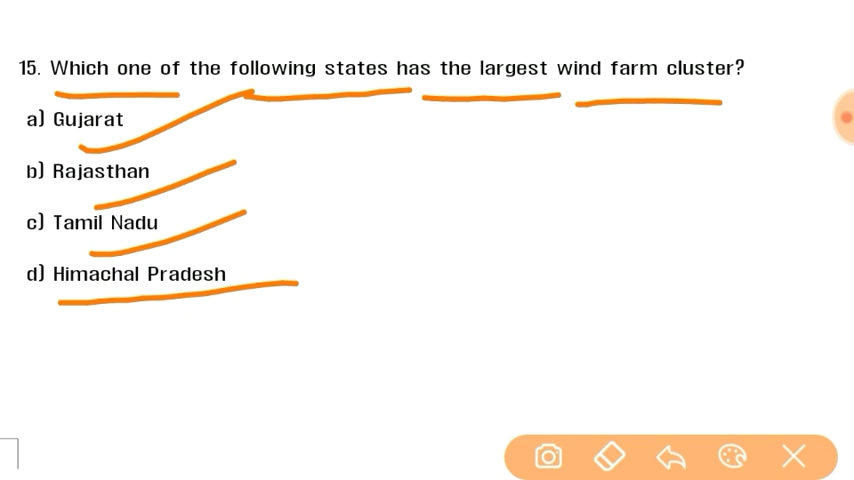 15. Which one of the following states has the largest wind farm cluster?
a) Gujarat
b) Rajasthan
c) Tamil Nadu
d) Himachal Pradesh